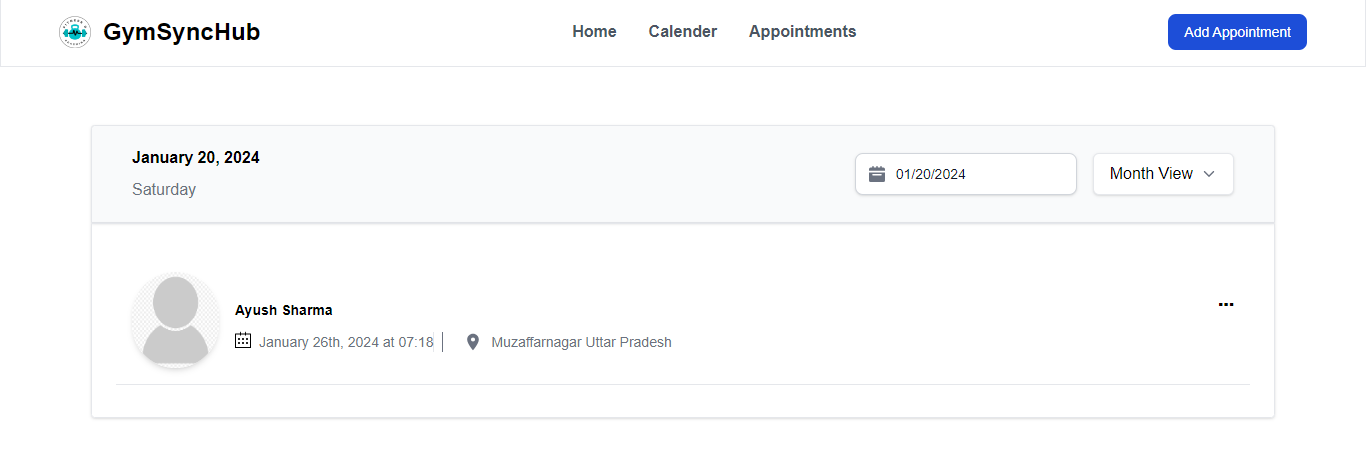 GymSyncHub
Home Calender Appointments
Add Appointment
January 20, 2024
Saturday
01/20/2024
Month View
Ayush Sharma
January 26th, 2024 at 07:18
Muzaffarnagar Uttar Pradesh